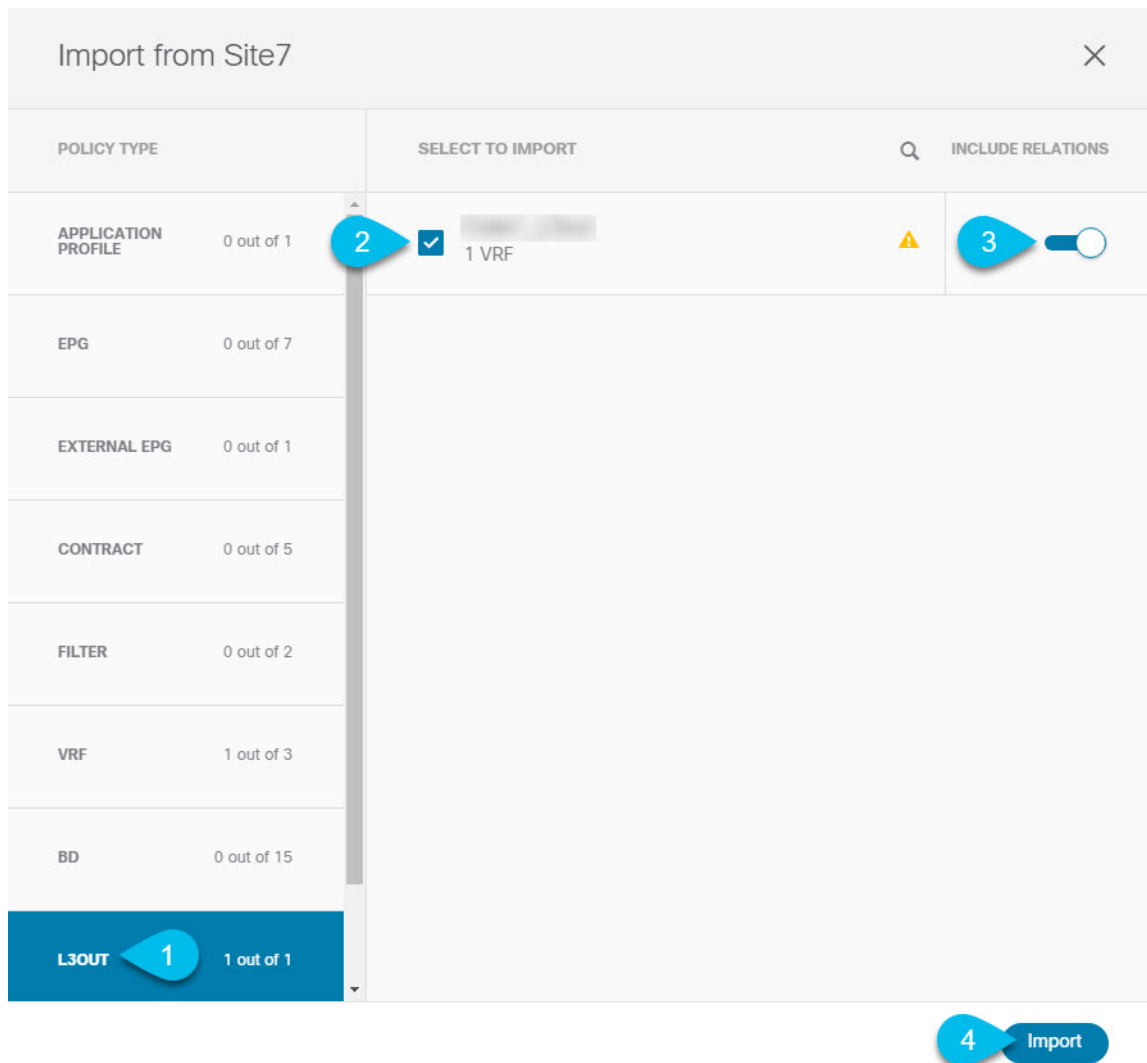 Import from Site7
POLICY TYPE
SELECT TO IMPORT
INCLUDE RELATIONS
APPLICATION PROFILE 0 out of 1
2
1 VRF
3
EPG 0 out of 7
EXTERNAL EPG 0 out of 1
CONTRACT 0 out of 5
FILTER 0 out of 2
VRF 1 out of 3
BD 0 out of 15
L3OUT 1 1 out of 1
4 Import